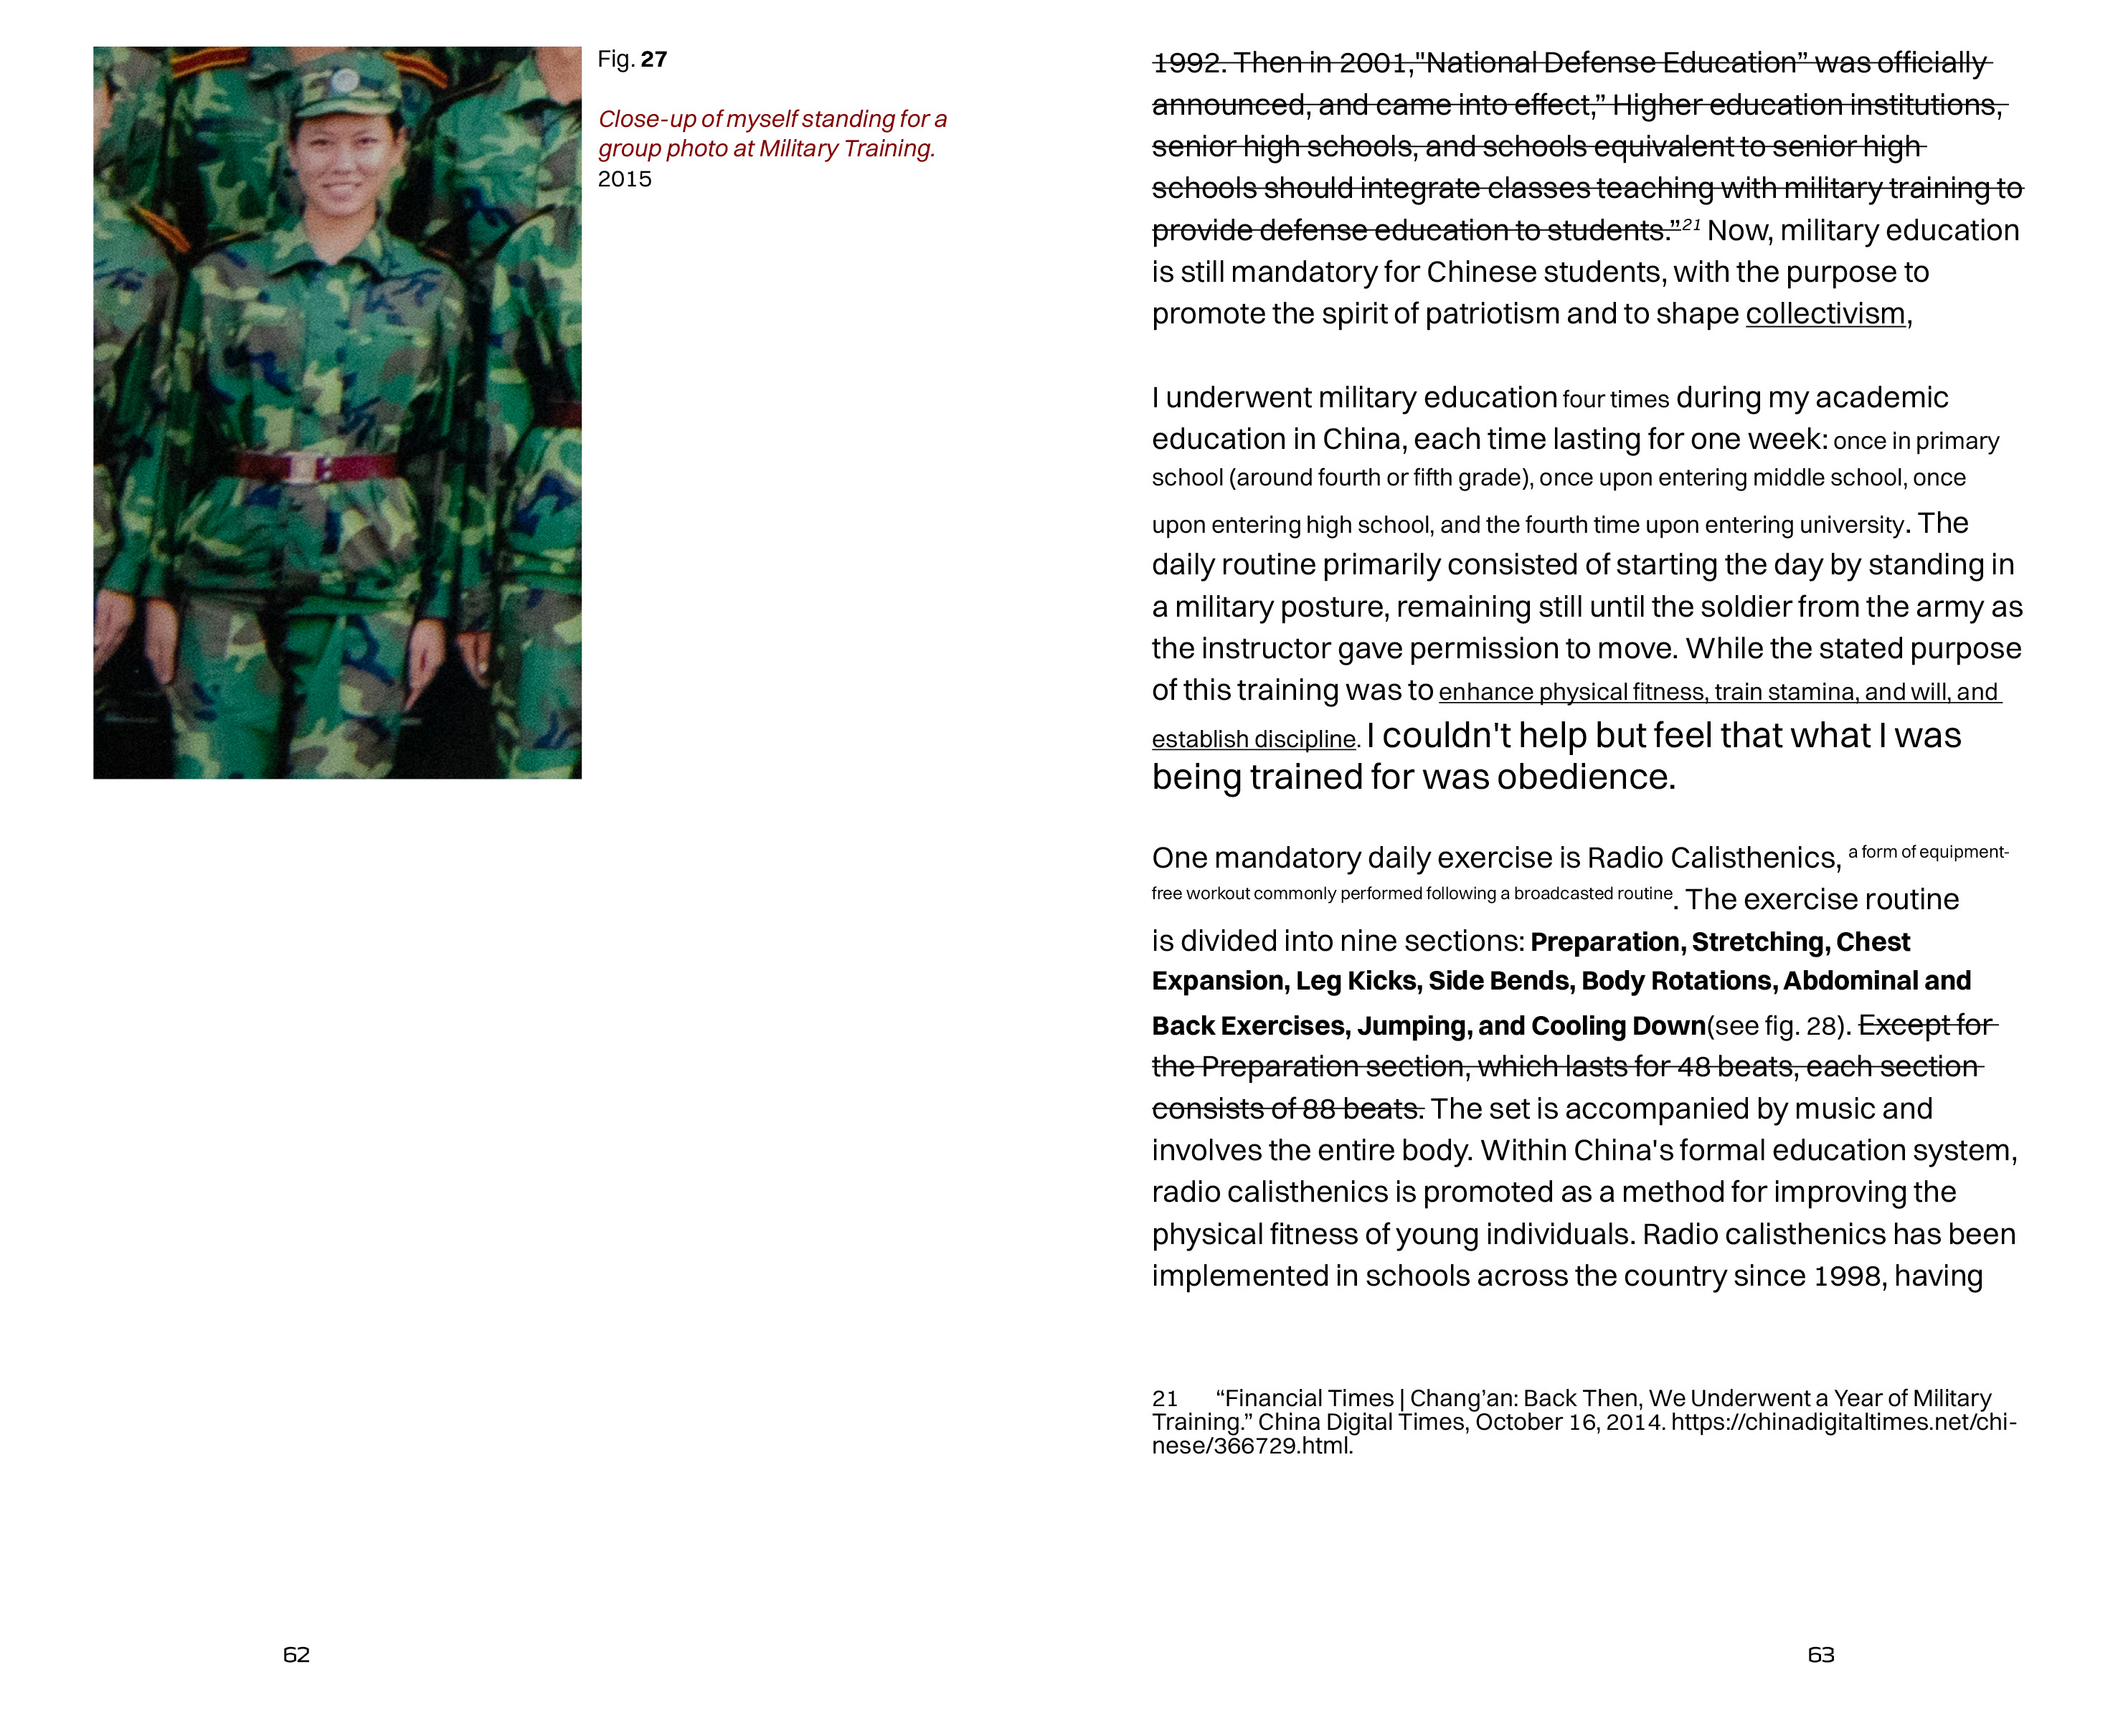 Fig. 27
Close-up of myself standing for a
group photo at Military Training.
2015
62
1992. Then in 2001,"National Defense Education” was officially
announced, and came into effect,” Higher education institutions,
senior high schools, and schools equivalent to senior high
schools should integrate classes teaching with military training to
provide defense education to students.”21 Now, military education
is still mandatory for Chinese students, with the purpose to
promote the spirit of patriotism and to shape collectivism,
I underwent military education four times during my academic
education in China, each time lasting for one week: once in primary
school (around fourth or fifth grade), once upon entering middle school, once
upon entering high school, and the fourth time upon entering university. The
daily routine primarily consisted of starting the day by standing in
a military posture, remaining still until the soldier from the army as
the instructor gave permission to move. While the stated purpose
of this training was to enhance physical fitness, train stamina, and will, and
establish discipline. I couldn't help but feel that what I was
being trained for was obedience.
One mandatory daily exercise is Radio Calisthenics, a form of equipment-
free workout commonly performed following a broadcasted routine. The exercise routine
is divided into nine sections: Preparation, Stretching, Chest
Expansion, Leg Kicks, Side Bends, Body Rotations, Abdominal and
Back Exercises, Jumping, and Cooling Down(see fig. 28). Except for
the Preparation section, which lasts for 48 beats, each section
consists of 88 beats. The set is accompanied by music and
involves the entire body. Within China's formal education system,
radio calisthenics is promoted as a method for improving the
physical fitness of young individuals. Radio calisthenics has been
implemented in schools across the country since 1998, having
21 “Financial Times | Chang’an: Back Then, We Underwent a Year of Military
Training.” China Digital Times, October 16, 2014. https://chinadigitaltimes.net/chi-
nese/366729.html.
63